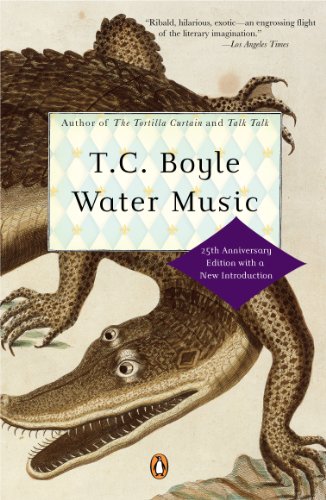 "Ribald, hilarious, exotic—an engrossing flight
of the literary imagination."
—Los Angeles Times
Author of The Tortilla Curtain and Talk Talk
T.C. Boyle
Water Music
25th Anniversary
Edition with a
New Introduction